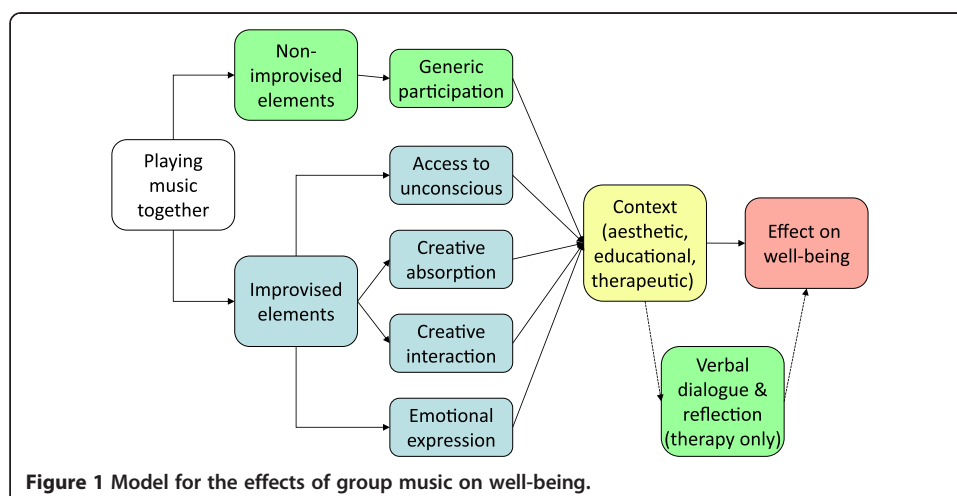 Non-
improvised
elements
Generic
participation
Playing
music
together
Access to
unconscious
Creative
absorption
Improvised
elements
Creative
interaction
Emotional
expression
Context
(aesthetic,
educational,
therapeutic)
Effect on
well-being
Verbal
dialogue &
reflection
(therapy only)
Figure 1 Model for the effects of group music on well-being.